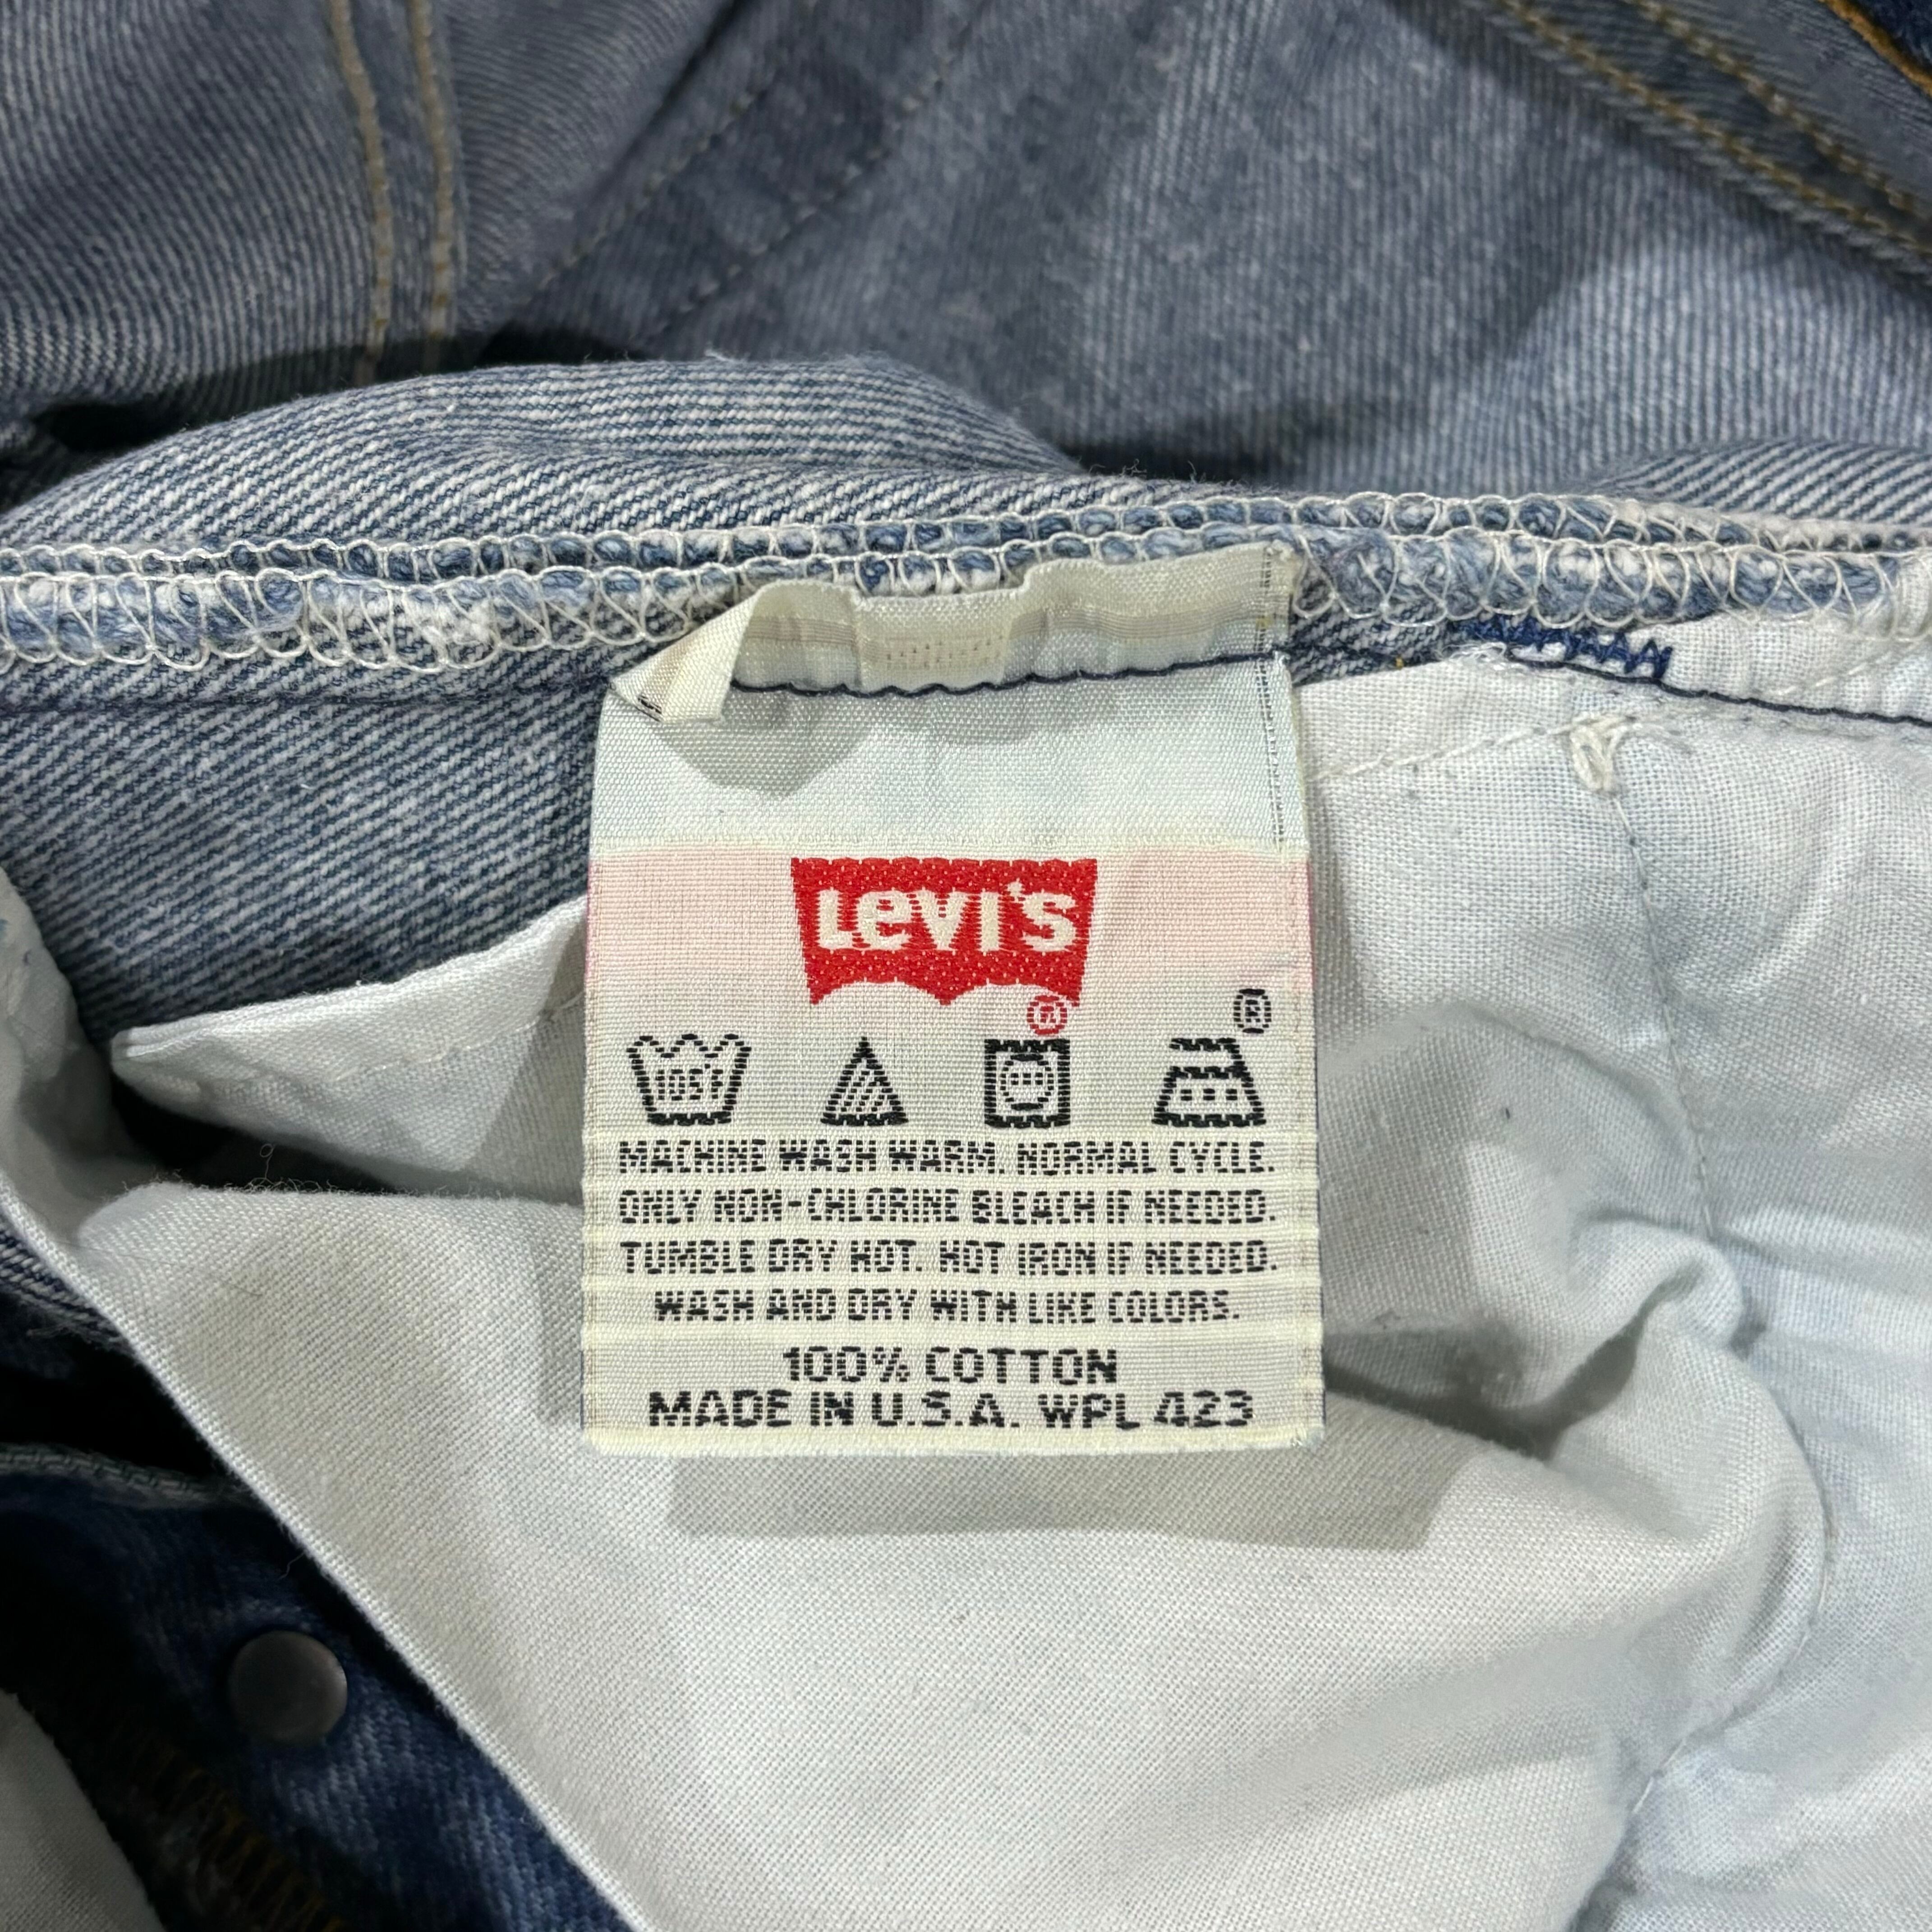 Levi's
®
®
105°F
MACHINE WASH WARM. NORMAL CYCLE.
ONLY NON-CHLORINE BLEACH IF NEEDED.
TUMBLE DRY HOT. HOT IRON IF NEEDED.
WASH AND DRY WITH LIKE COLORS.
100% COTTON
MADE IN U.S.A. WPL 423